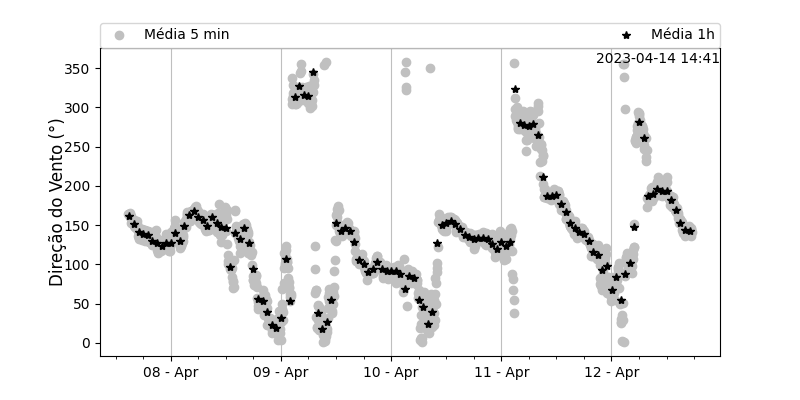 Média 5 min
Média 1h
2023-04-14 14:41
Direção do Vento (°)
350
300
250
200
150
100
50
0
08 - Apr
09 - Apr
10 - Apr
11 - Apr
12 - Apr